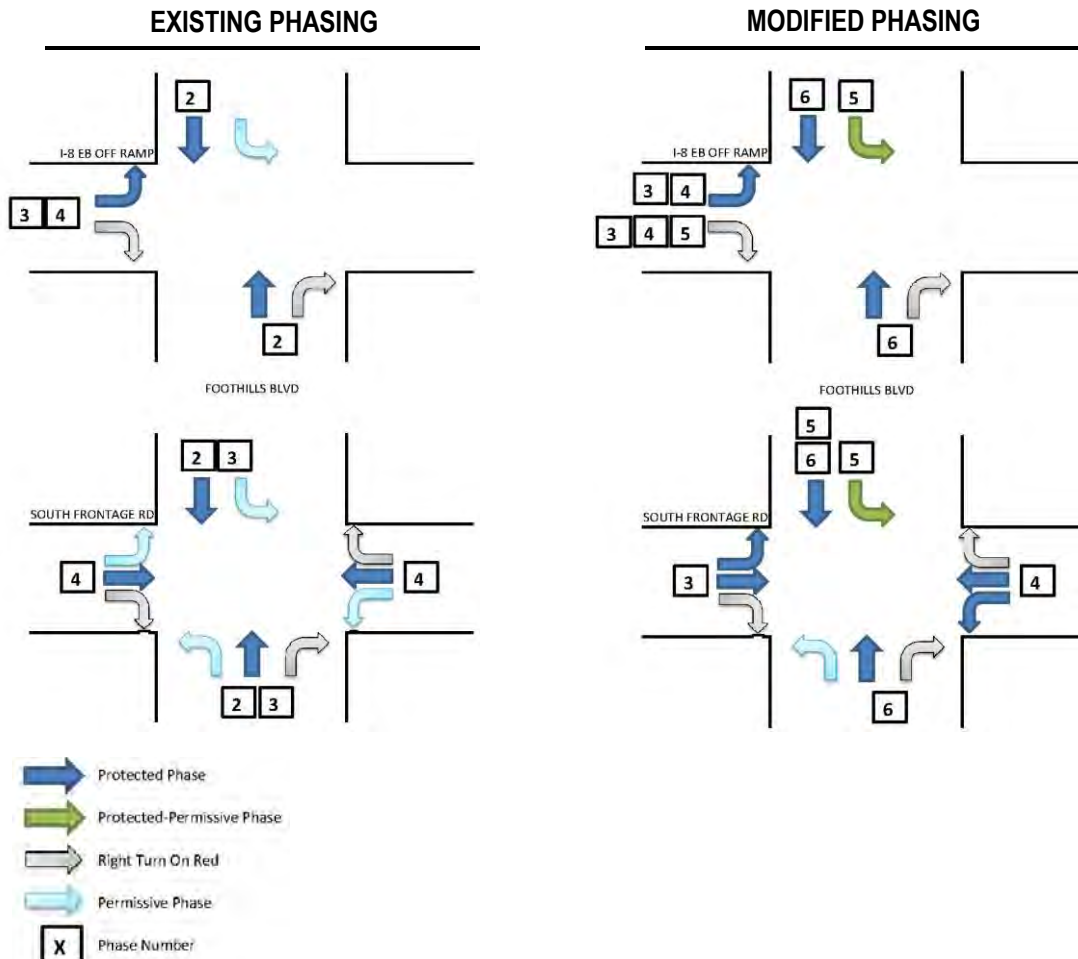 EXISTING PHASING
MODIFIED PHASING
2
I-8 EB OFF RAMP
3 4
2
FOOTHILLS BLVD
2 3
SOUTH FRONTAGE RD
4
4
2 3
6 5
I-8 EB OFF RAMP
3 4
3 4 5
6
FOOTHILLS BLVD
5
6 5
SOUTH FRONTAGE RD
3
4
6
Protected Phase
Protected-Permissive Phase
Right Turn On Red
Permissive Phase
X Phase Number